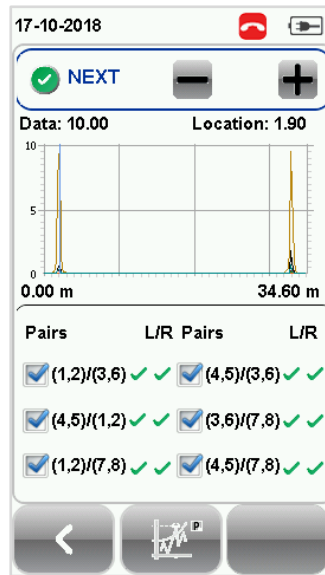 17-10-2018
NEXT
Data: 10.00 Location: 1.90
10
5
0
0.00 m 34.60 m
Pairs L/R Pairs L/R
(1,2)/(3,6) (4,5)/(3,6)
(4,5)/(1,2) (3,6)/(7,8)
(1,2)/(7,8) (4,5)/(7,8)
P